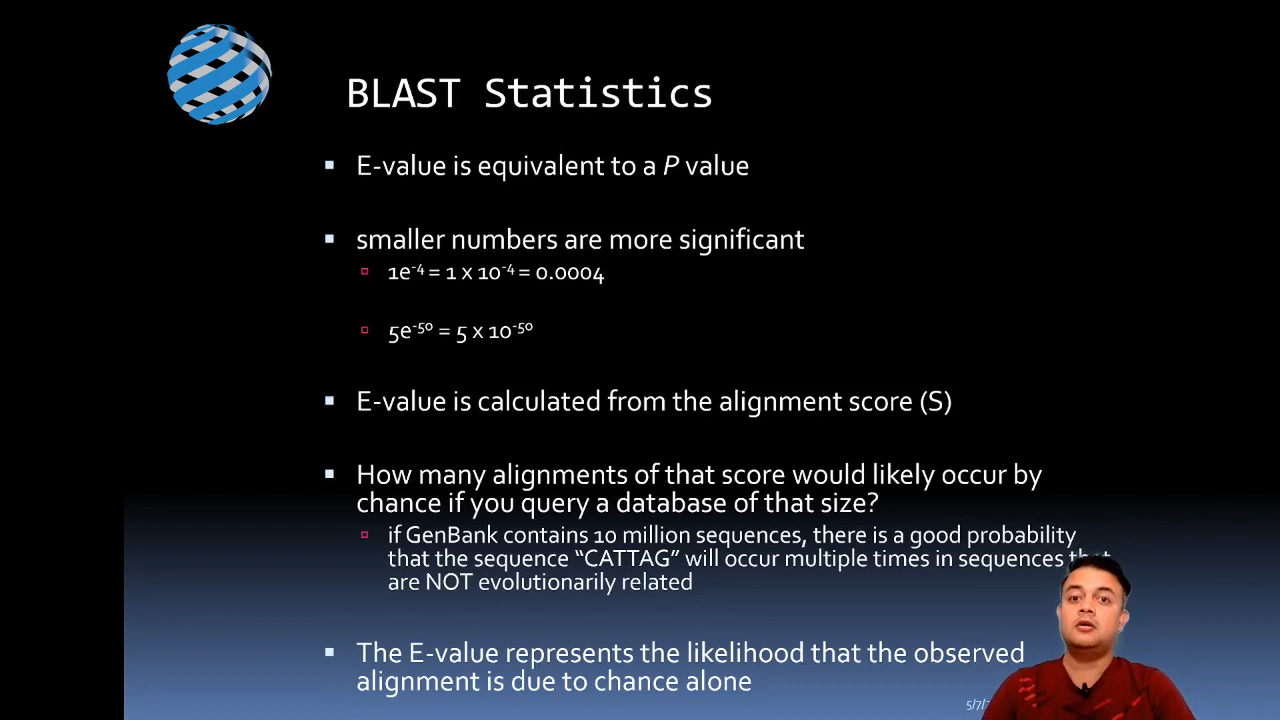 BLAST Statistics
▪ E-value is equivalent to a P value
▪ smaller numbers are more significant
▫ 1e⁻⁴ = 1 x 10⁻⁴ = 0.0004
▫ 5e⁻⁵⁰ = 5 x 10⁻⁵⁰
▪ E-value is calculated from the alignment score (S)
▪ How many alignments of that score would likely occur by
chance if you query a database of that size?
▫ if GenBank contains 10 million sequences, there is a good probability
that the sequence “CATTAG” will occur multiple times in sequences that
are NOT evolutionarily related
▪ The E-value represents the likelihood that the observed
alignment is due to chance alone